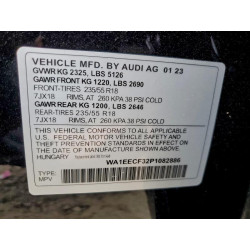 VEHICLE MFD. BY AUDI AG 01 23
GVWR KG 2325, LBS 5126
GAWR FRONT KG 1220, LBS 2690
FRONT-TIRES 235/55 R18
7JX18 RIMS, AT 260 KPA 38 PSI COLD
GAWR REAR KG 1200, LBS 2646
REAR-TIRES 235/55 R18
7JX18 RIMS, AT 260 KPA 38 PSI COLD
THIS VEHICLE CONFORMS TO ALL APPLICABLE
U.S. FEDERAL MOTOR VEHICLE SAFETY
AND THEFT PREVENTION STANDARDS IN EFFECT ON
THE DATE OF MANUFACTURE SHOWN ABOVE.
HUNGARY
WA1EECF32P1082886
TYPE:
MPV